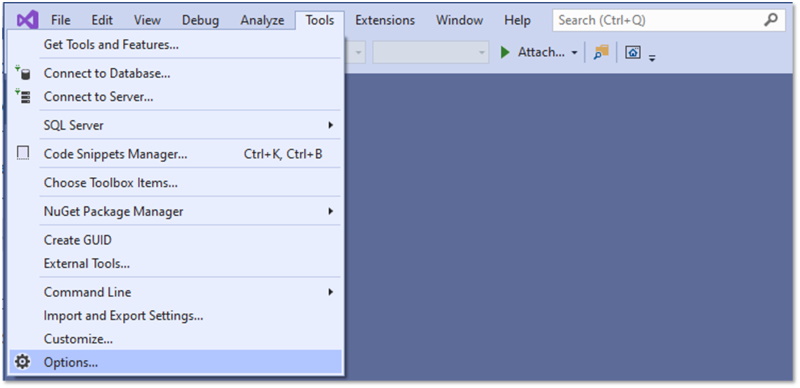 File Edit View Debug Analyze Tools Extensions Window Help Search (Ctrl+Q)
Get Tools and Features...
Attach...
Connect to Database...
Connect to Server...
SQL Server
Code Snippets Manager... Ctrl+K, Ctrl+B
Choose Toolbox Items...
NuGet Package Manager
Create GUID
External Tools...
Command Line
Import and Export Settings...
Customize...
Options...